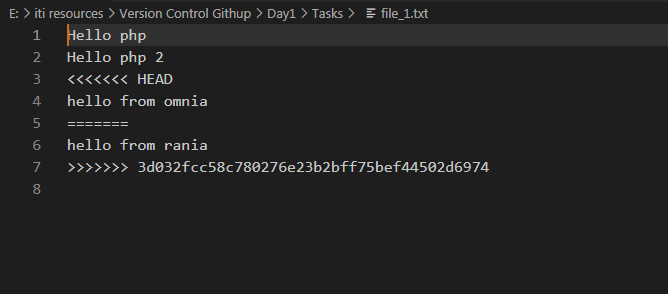 E: > iti resources > Version Control Githup > Day1 > Tasks > file_1.txt
1 Hello php
2 Hello php 2
3 <<<<<<< HEAD
4 hello from omnia
5 =======
6 hello from rania
7 >>>>>>> 3d032fcc58c780276e23b2bff75bef44502d6974
8